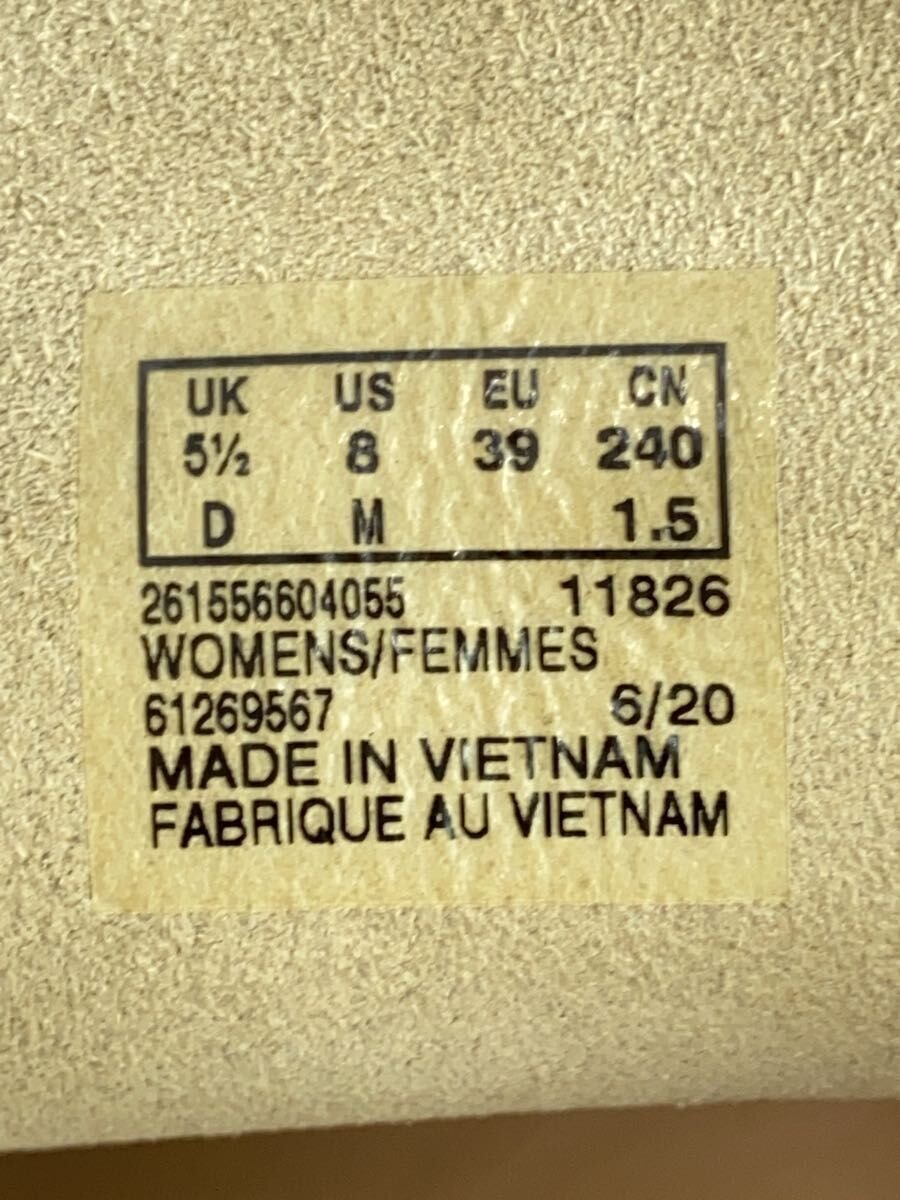 UK US EU CN
5½ 8 39 240
D M 1.5
261556604055 11826
WOMENS/FEMMES
61269567 6/20
MADE IN VIETNAM
FABRIQUE AU VIETNAM